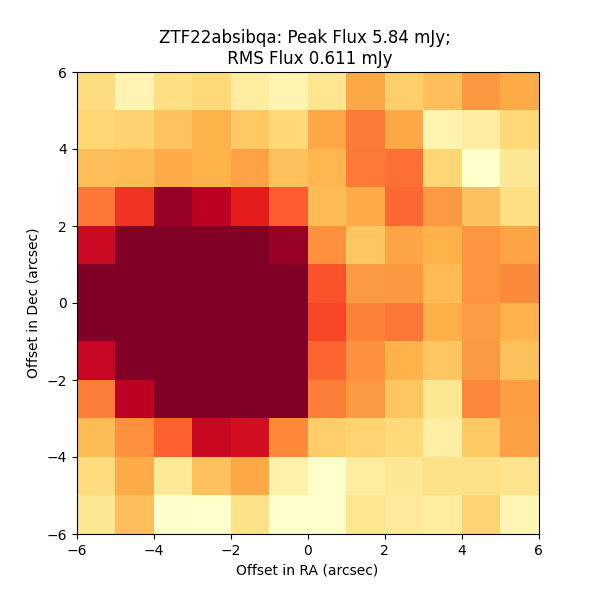 ZTF22absibqa: Peak Flux 5.84 mJy;
RMS Flux 0.611 mJy
6
4
2
0
−2
−4
−6
Offset in Dec (arcsec)
−6 −4 −2 0 2 4 6
Offset in RA (arcsec)